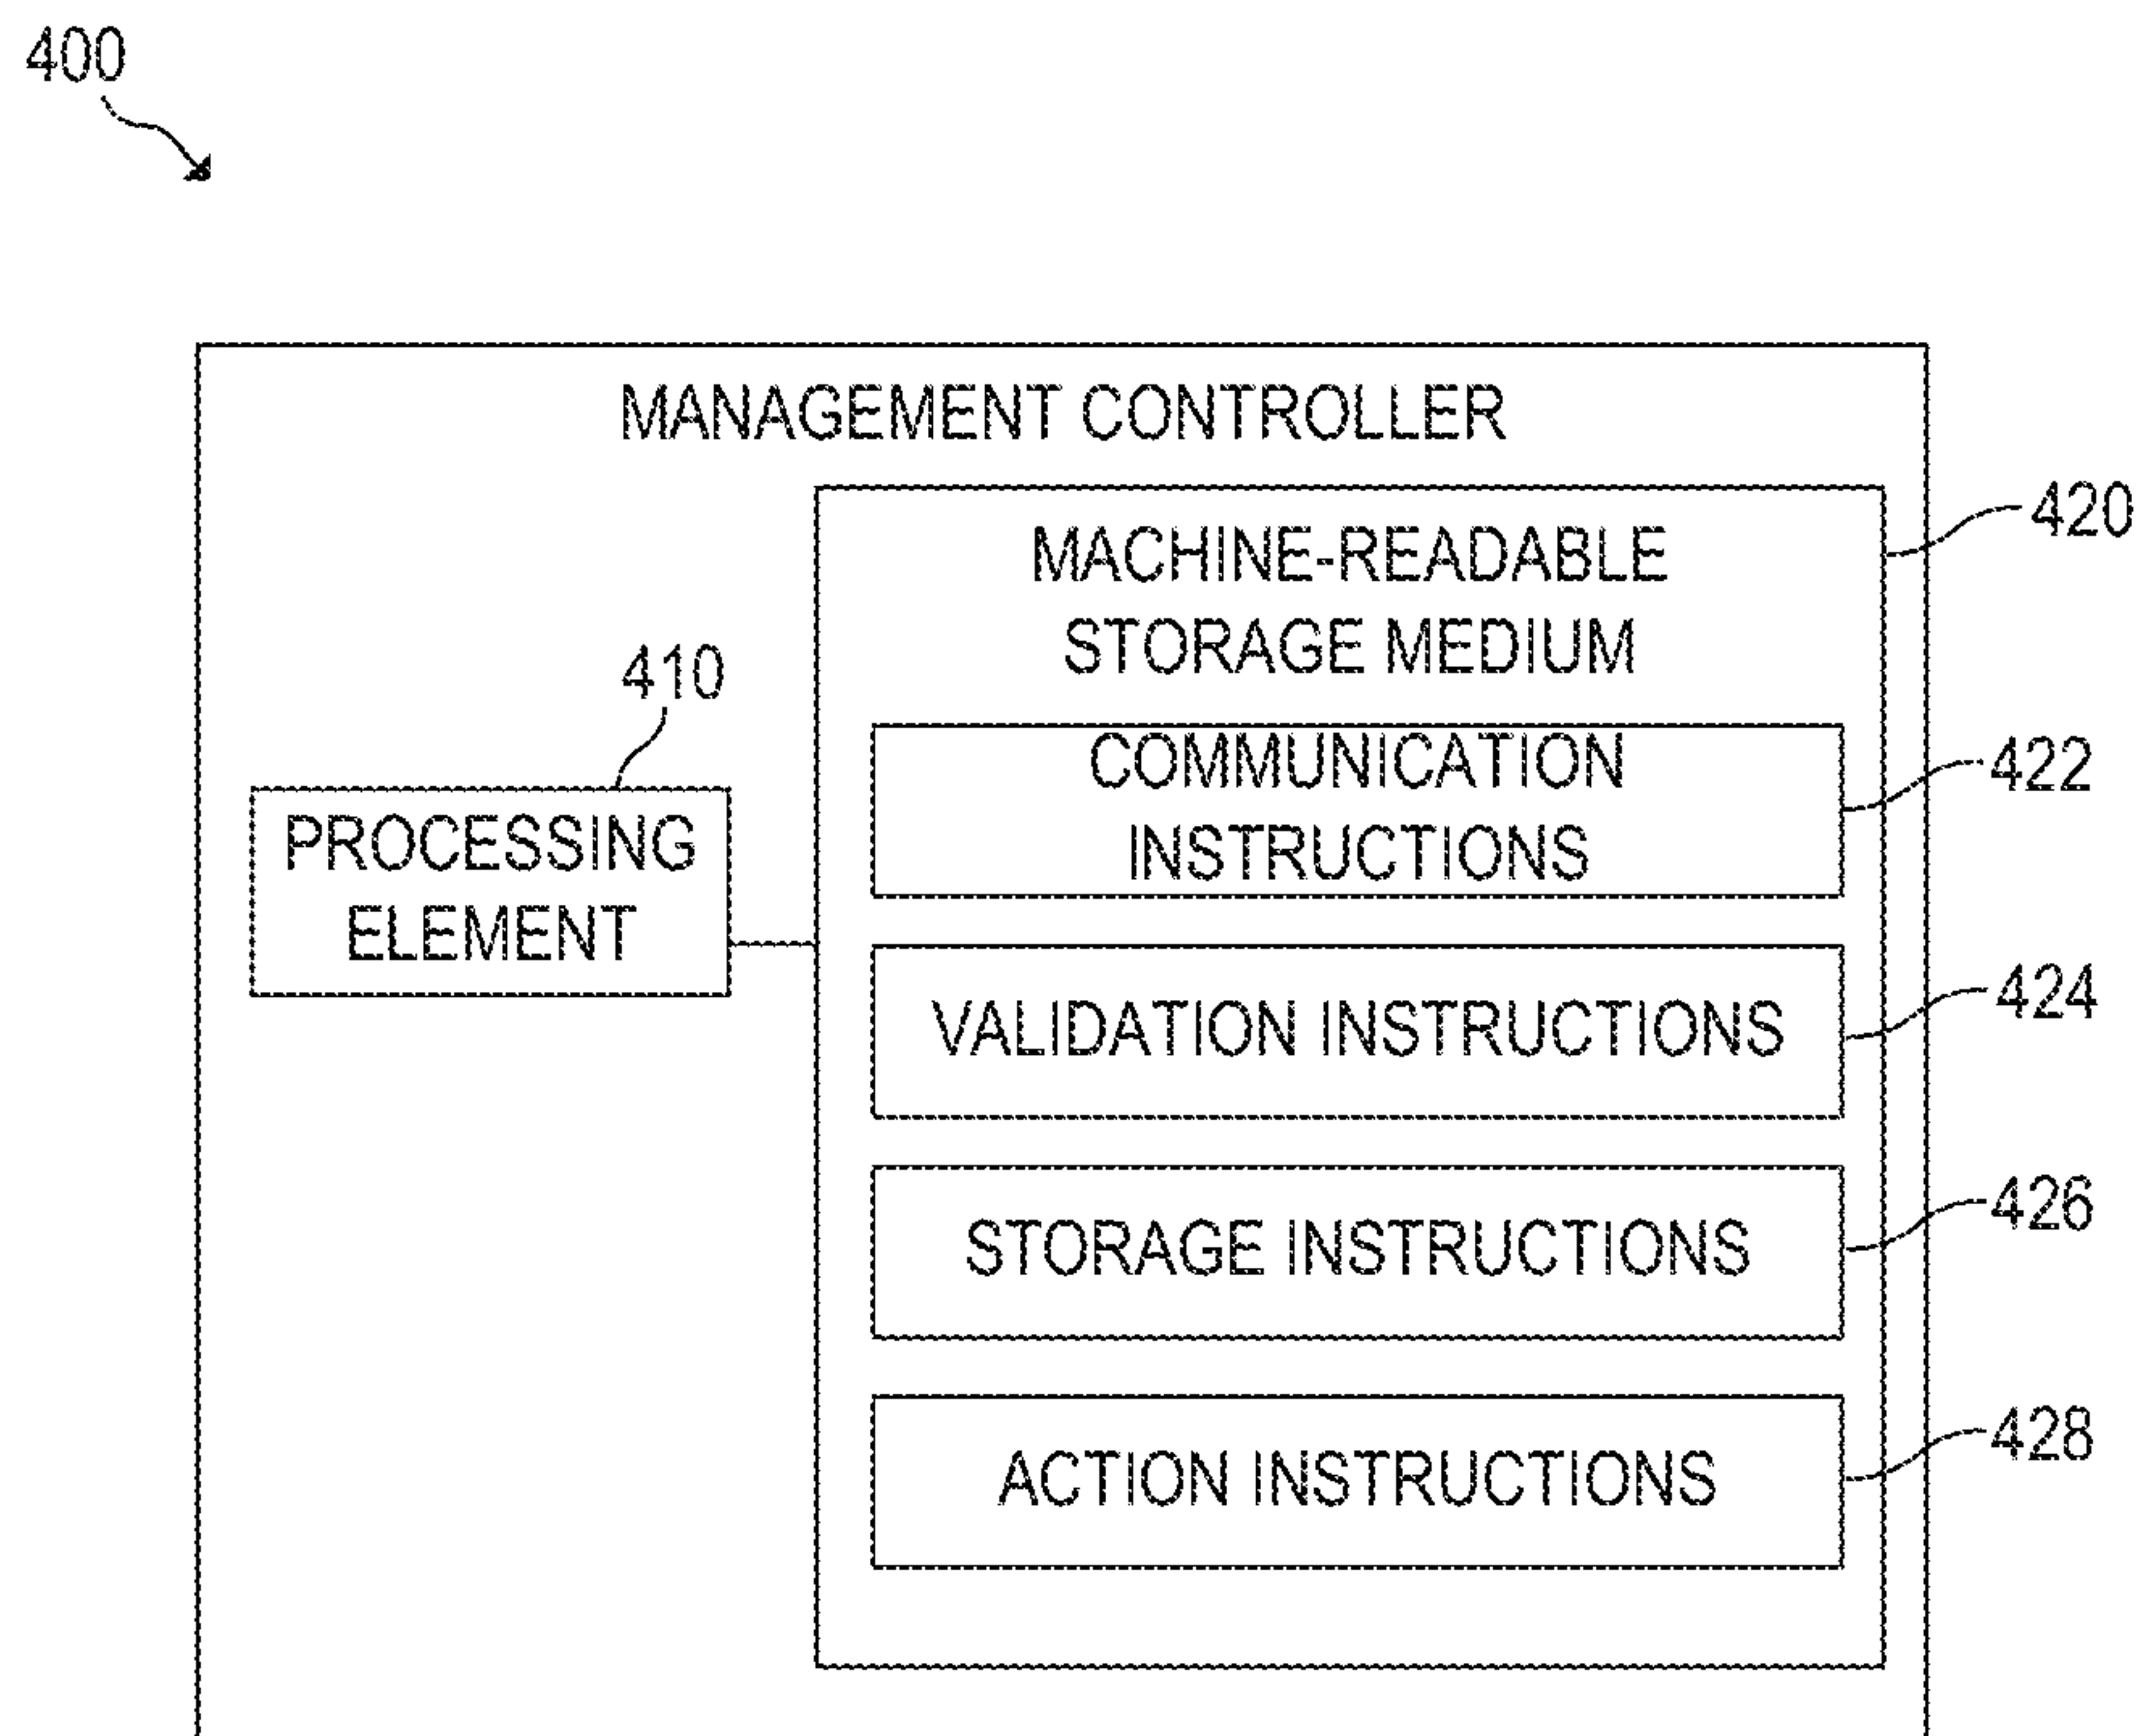 400
MANAGEMENT CONTROLLER
420
MACHINE-READABLE
STORAGE MEDIUM
410
PROCESSING
ELEMENT
COMMUNICATION
INSTRUCTIONS
422
VALIDATION INSTRUCTIONS
424
STORAGE INSTRUCTIONS
426
ACTION INSTRUCTIONS
428